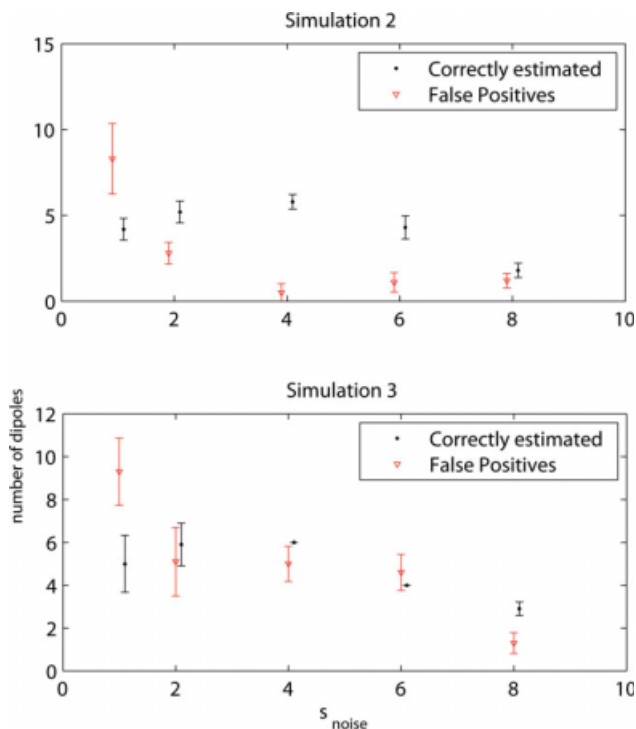 Simulation 2
15
10
5
0
Correctly estimated
False Positives
0 2 4 6 8 10
Simulation 3
number of dipoles
12
10
8
6
4
2
0
Correctly estimated
False Positives
0 2 4 6 8 10
s noise